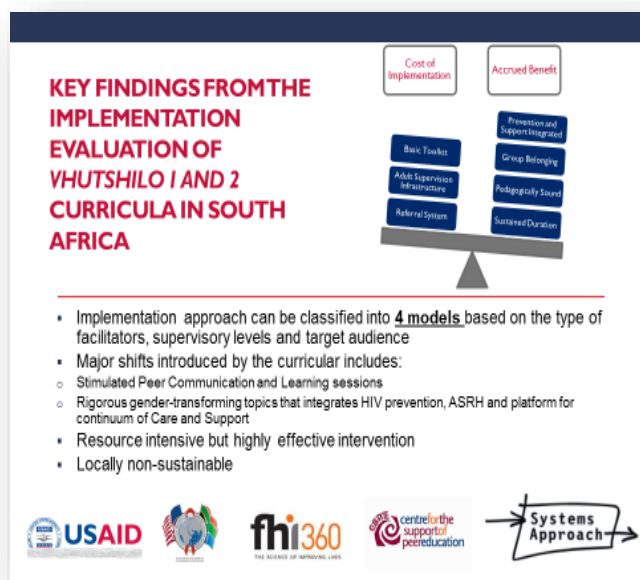 Cost of
Implementation
Accrued Benefit
KEY FINDINGS FROM THE
IMPLEMENTATION
EVALUATION OF
VHUTSHILO 1 AND 2
CURRICULA IN SOUTH
AFRICA
Basic Toolkit
Adult Supervision
Infrastructure
Referral System
Prevention and
Support Integrated
Group Belonging
Pedagogically Sound
Sustained Duration
Implementation approach can be classified into 4 models based on the type of
facilitators, supervisory levels and target audience
Major shifts introduced by the curricular includes:
Stimulated Peer Communication and Learning sessions
Rigorous gender-transforming topics that integrates HIV prevention, ASRH and platform for
continuum of Care and Support
Resource intensive but highly effective intervention
Locally non-sustainable
USAID
fhi360
THE SCIENCE OF IMPROVING LIVES
centre for the
support of
peer education
Systems
Approach